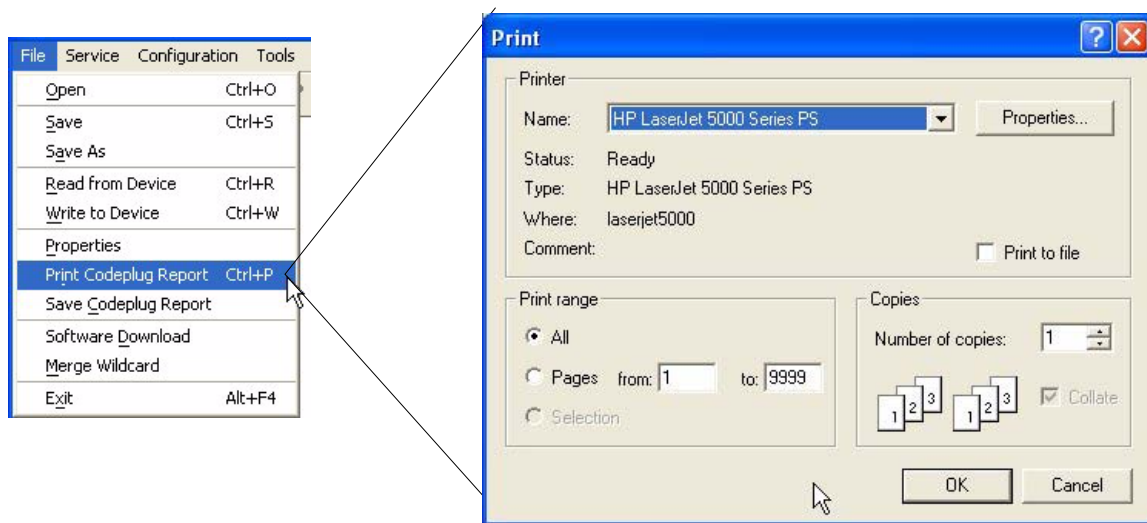 File Service Configuration Tools
Open Ctrl+O
Save Ctrl+S
Save As
Read from Device Ctrl+R
Write to Device Ctrl+W
Properties
Print Codeplug Report Ctrl+P
Save Codeplug Report
Software Download
Merge Wildcard
Exit Alt+F4
Print
Printer
Name: HP LaserJet 5000 Series PS Properties...
Status: Ready
Type: HP LaserJet 5000 Series PS
Where: laserjet5000
Comment:
Print to file
Print range
All
Pages from: 1 to: 9999
Selection
Copies
Number of copies: 1
1 2 3 1 2 3 Collate
OK Cancel